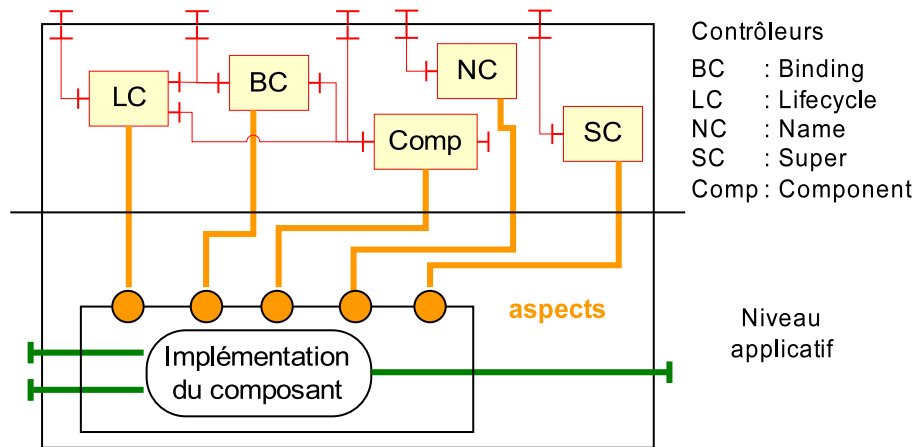 LC
BC
NC
Comp
SC
Contrôleurs
BC : Binding
LC : Lifecycle
NC : Name
SC : Super
Comp : Component
aspects
Niveau
applicatif
Implémentation
du composant